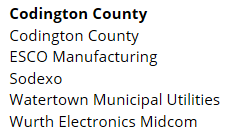 Codington County
Codington County
ESCO Manufacturing
Sodexo
Watertown Municipal Utilities
Wurth Electronics Midcom